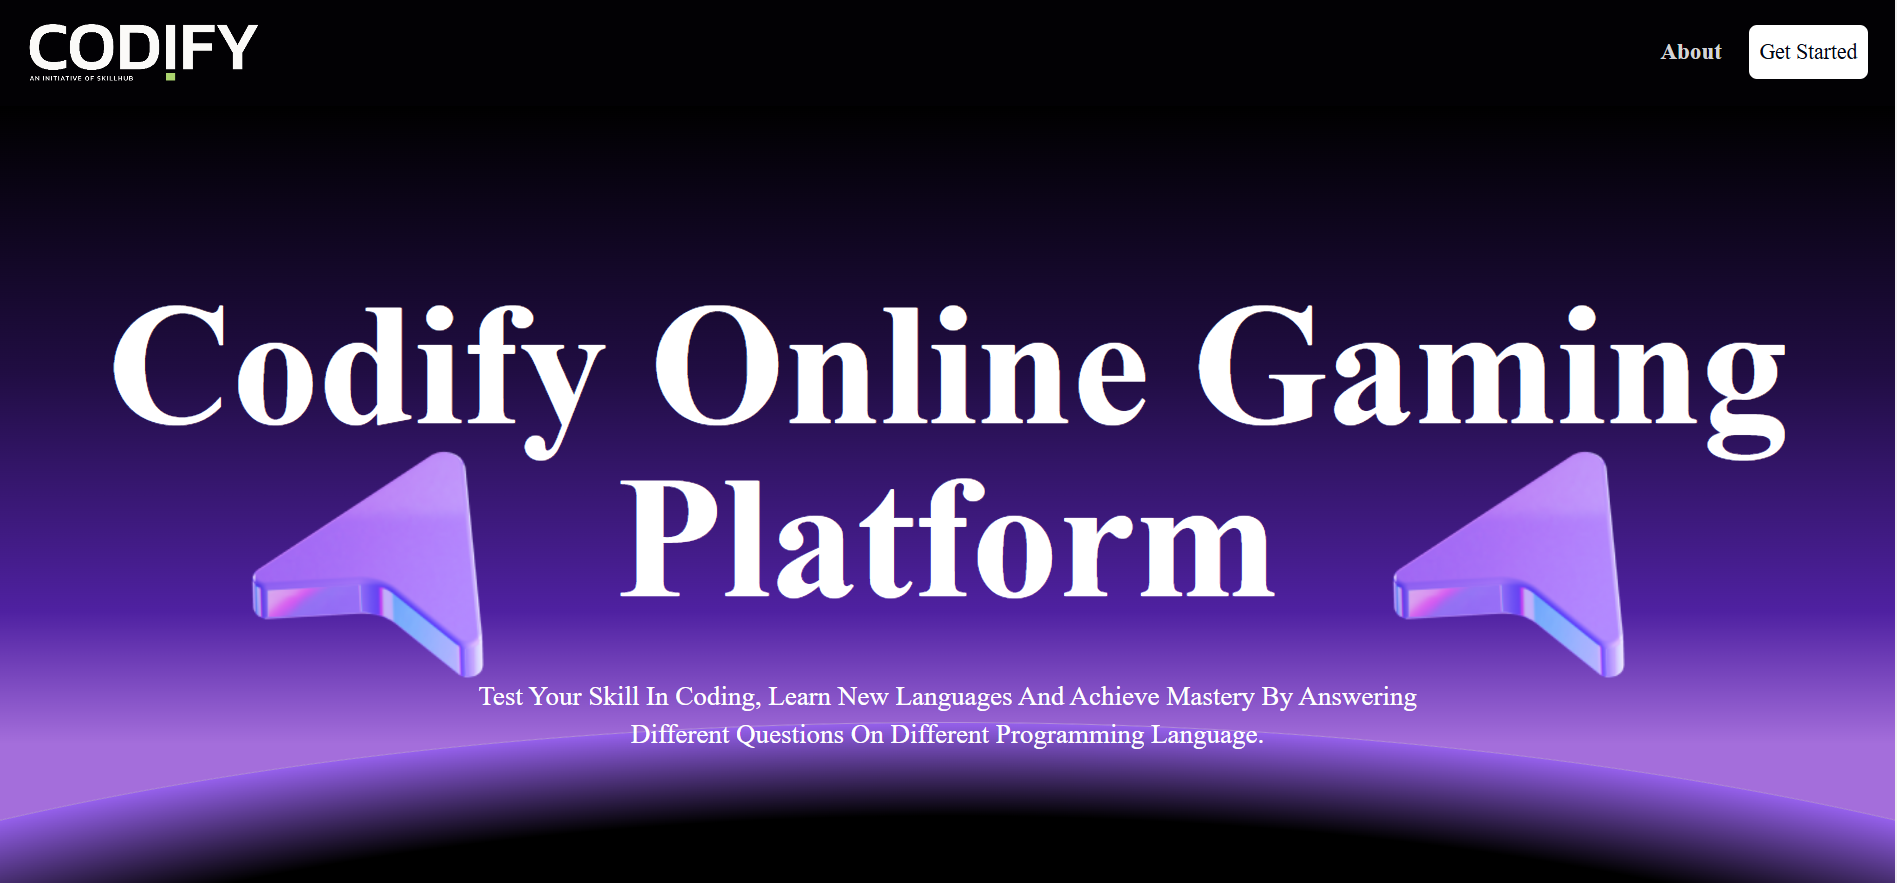 CODIFY
AN INITIATIVE OF SKILLHUB
About
Get Started
Codify Online Gaming
Platform
Test Your Skill In Coding, Learn New Languages And Achieve Mastery By Answering
Different Questions On Different Programming Language.